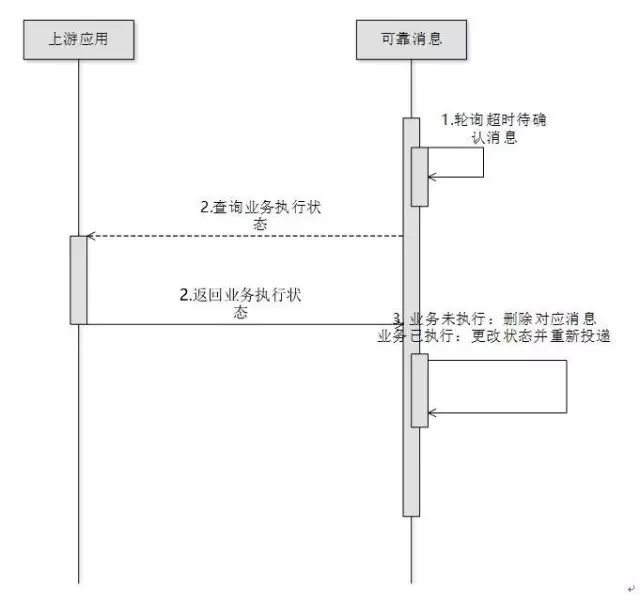 上游应用
可靠消息
1.轮询超时待确
认消息
2.查询业务执行状
态
2.返回业务执行状
态
3. 业务未执行：删除对应消息
业务已执行：更改状态并重新投递